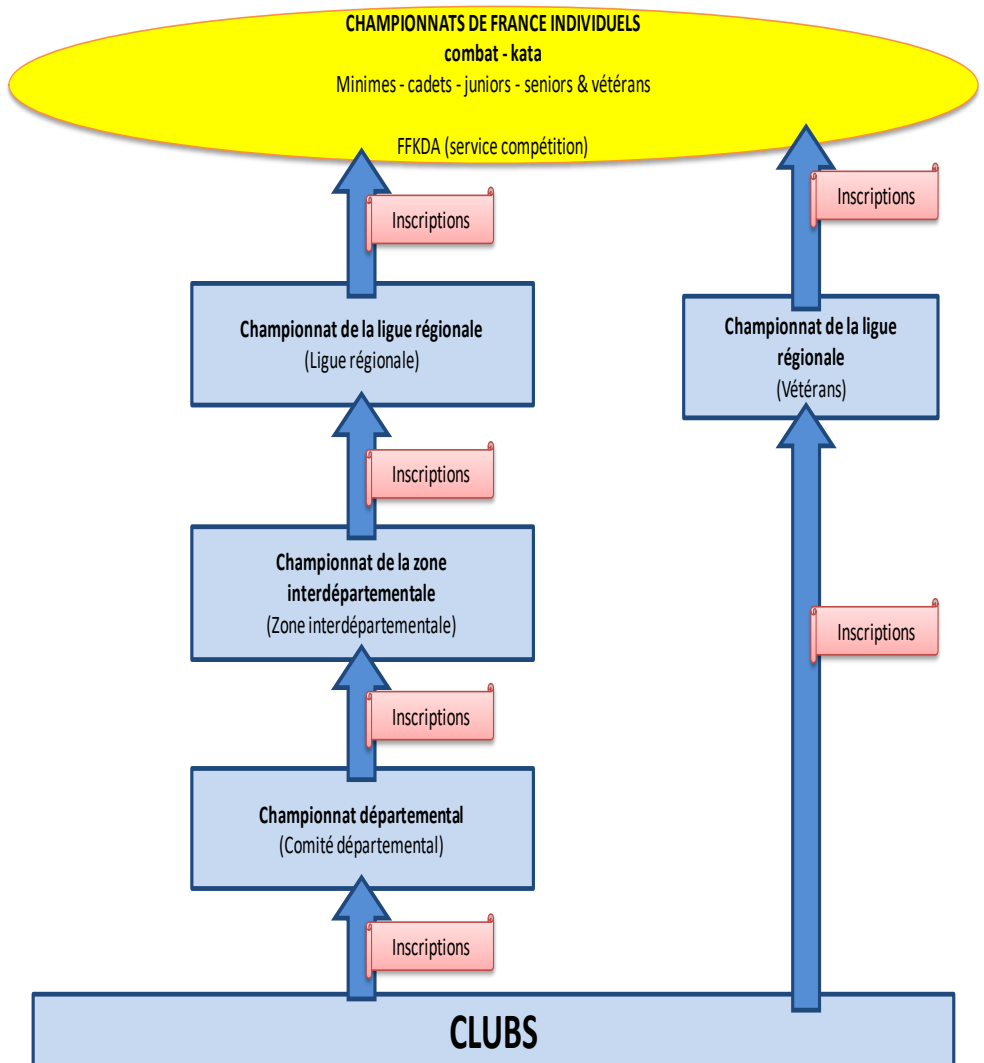 CHAMPIONNATS DE FRANCE INDIVIDUELS
combat - kata
Minimes - cadets - juniors - seniors & vétérans
FFKDA (service compétition)
Inscriptions
Inscriptions
Championnat de la ligue régionale
(Ligue régionale)
Championnat de la ligue
régionale
(Vétérans)
Inscriptions
Championnat de la zone
interdépartementale
(Zone interdépartementale)
Inscriptions
Inscriptions
Championnat départemental
(Comité départemental)
Inscriptions
CLUBS